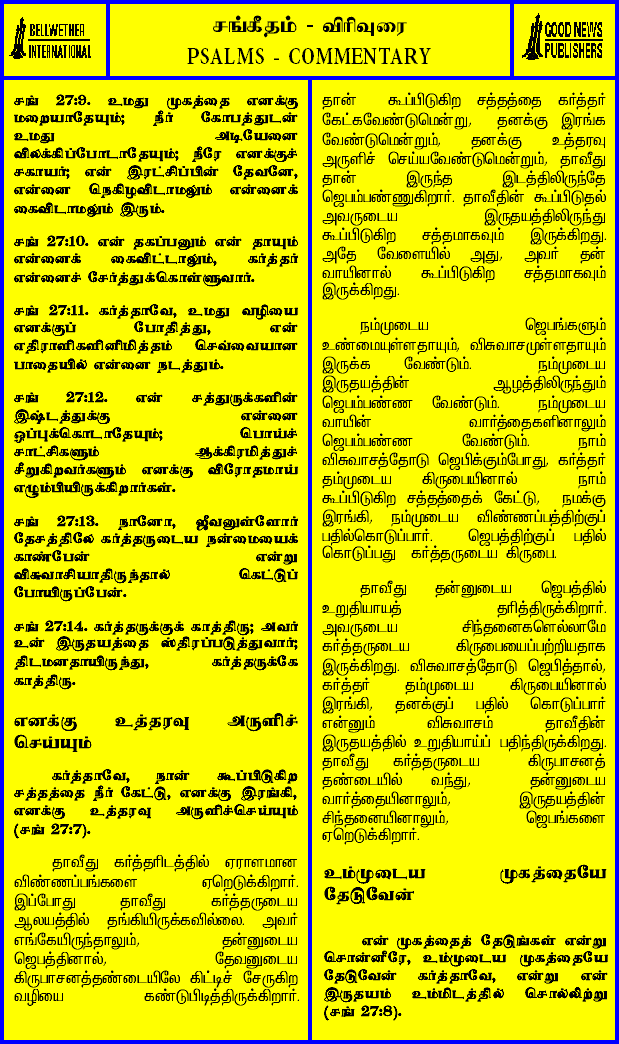 BELLWETHER
INTERNATIONAL
சங்கீதம் - விரிவுரை
PSALMS - COMMENTARY
GOOD NEWS
PUBLISHERS
சங் 27:9. உமது முகத்தை எனக்கு
மறையாதேயும்; நீர் கோபத்துடன்
உமது அடியேனை
விலக்கிப்போடாதேயும்; நீரே எனக்குச்
சகாயர்; என் இரட்சிப்பின் தேவனே,
என்னை நெகிழவிடாமலும் என்னைக்
கைவிடாமலும் இரும்.
சங் 27:10. என் தகப்பனும் என் தாயும்
என்னைக் கைவிட்டாலும், கர்த்தர்
என்னைச் சேர்த்துக்கொள்ளுவார்.
சங் 27:11. கர்த்தாவே, உமது வழியை
எனக்குப் போதித்து, என்
எதிராளிகளினிமித்தம் செவ்வையான
பாதையில் என்னை நடத்தும்.
சங் 27:12. என் சத்துருக்களின்
இஷ்டத்துக்கு என்னை
ஒப்புக்கொடாதேயும்; பொய்ச்
சாட்சிகளும் ஆக்கிரமித்துச்
சீறுகிறவர்களும் எனக்கு விரோதமாய்
எழும்பியிருக்கிறார்கள்.
சங் 27:13. நானோ, ஜீவனுள்ளோர்
தேசத்திலே கர்த்தருடைய நன்மையைக்
காண்பேன் என்று
விசுவாசியாதிருந்தால் கெட்டுப்
போயிருப்பேன்.
சங் 27:14. கர்த்தருக்குக் காத்திரு; அவர்
உன் இருதயத்தை ஸ்திரப்படுத்துவார்;
திடமனதாயிருந்து, கர்த்தருக்கே
காத்திரு.
எனக்கு உத்தரவு அருளிச்
செய்யும்
கர்த்தாவே, நான் கூப்பிடுகிற
சத்தத்தை நீர் கேட்டு, எனக்கு இரங்கி,
எனக்கு உத்தரவு அருளிச்செய்யும்
(சங் 27:7).
தாவீது கர்த்தரிடத்தில் ஏராளமான
விண்ணப்பங்களை ஏறெடுக்கிறார்.
இப்போது தாவீது கர்த்தருடைய
ஆலயத்தில் தங்கியிருக்கவில்லை. அவர்
எங்கேயிருந்தாலும், தன்னுடைய
ஜெபத்தினால், தேவனுடைய
கிருபாசனத்தண்டையிலே கிட்டிச் சேருகிற
வழியை கண்டுபிடித்திருக்கிறார்.
தான் கூப்பிடுகிற சத்தத்தை கர்த்தர்
கேட்கவேண்டுமென்று, தனக்கு இரங்க
வேண்டுமென்றும், தனக்கு உத்தரவு
அருளிச் செய்யவேண்டுமென்றும், தாவீது
தான் இருந்த இடத்திலிருந்தே
ஜெபம்பண்ணுகிறார். தாவீதின் கூப்பிடுதல்
அவருடைய இருதயத்திலிருந்து
கூப்பிடுகிற சத்தமாகவும் இருக்கிறது.
அதே வேளையில் அது, அவர் தன்
வாயினால் கூப்பிடுகிற சத்தமாகவும்
இருக்கிறது.
நம்முடைய ஜெபங்களும்
உண்மையுள்ளதாயும், விசுவாசமுள்ளதாயும்
இருக்க வேண்டும். நம்முடைய
இருதயத்தின் ஆழத்திலிருந்தும்
ஜெபம்பண்ண வேண்டும். நம்முடைய
வாயின் வார்த்தைகளினாலும்
ஜெபம்பண்ண வேண்டும். நாம்
விசுவாசத்தோடு ஜெபிக்கும்போது, கர்த்தர்
தம்முடைய கிருபையினால் நாம்
கூப்பிடுகிற சத்தத்தைக் கேட்டு, நமக்கு
இரங்கி, நம்முடைய விண்ணப்பத்திற்குப்
பதில்கொடுப்பார். ஜெபத்திற்குப் பதில்
கொடுப்பது கர்த்தருடைய கிருபை.
தாவீது தன்னுடைய ஜெபத்தில்
உறுதியாயத் தரித்திருக்கிறார்.
அவருடைய சிந்தனைகளெல்லாமே
கர்த்தருடைய கிருபையைப்பற்றியதாக
இருக்கிறது. விசுவாசத்தோடு ஜெபித்தால்,
கர்த்தர் தம்முடைய கிருபையினால்
இரங்கி, தனக்குப் பதில் கொடுப்பார்
என்னும் விசுவாசம் தாவீதின்
இருதயத்தில் உறுதியாய்ப் பதிந்திருக்கிறது.
தாவீது கர்த்தருடைய கிருபாசனத்
தண்டையில் வந்து, தன்னுடைய
வார்த்தையினாலும், இருதயத்தின்
சிந்தனையினாலும், ஜெபங்களை
ஏறெடுக்கிறார்.
உம்முடைய முகத்தையே
தேடுவேன்
என் முகத்தைத் தேடுங்கள் என்று
சொன்னீரே, உம்முடைய முகத்தையே
தேடுவேன் கர்த்தாவே, என்று என்
இருதயம் உம்மிடத்தில் சொல்லிற்று
(சங் 27:8).